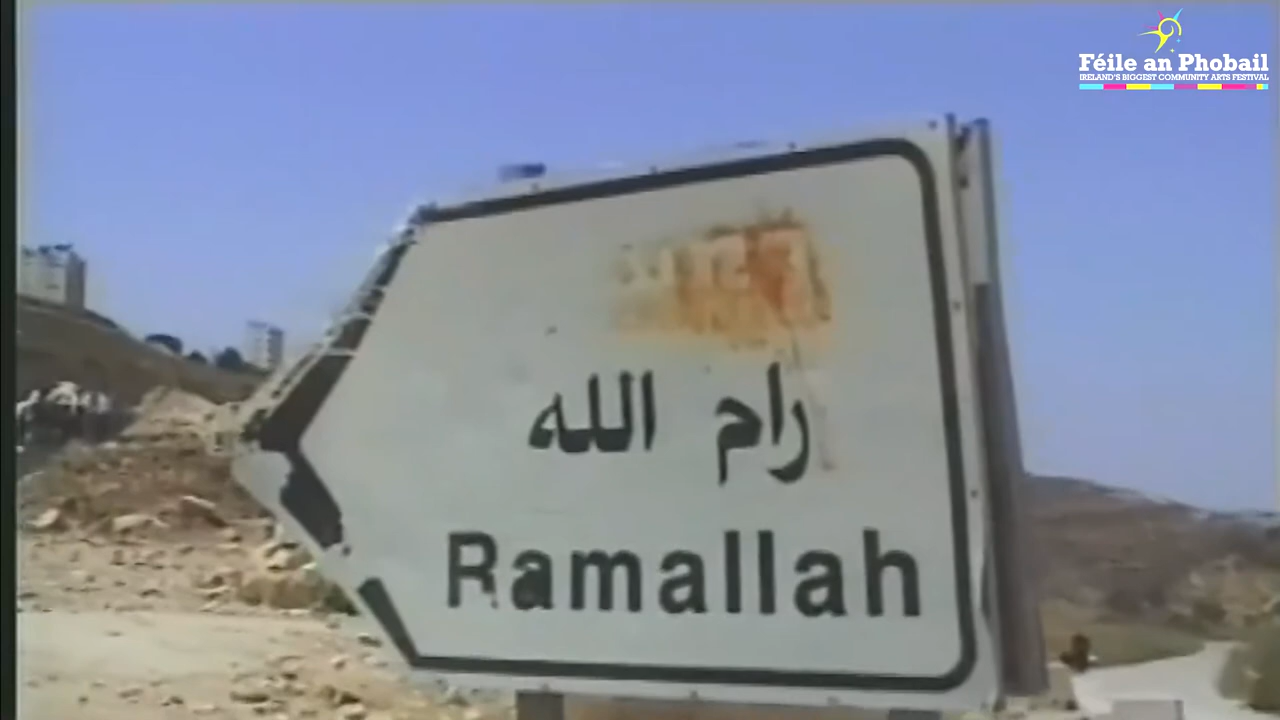 Féile an Phobail
IRELAND'S BIGGEST COMMUNITY ARTS FESTIVAL
رام الله
Ramallah